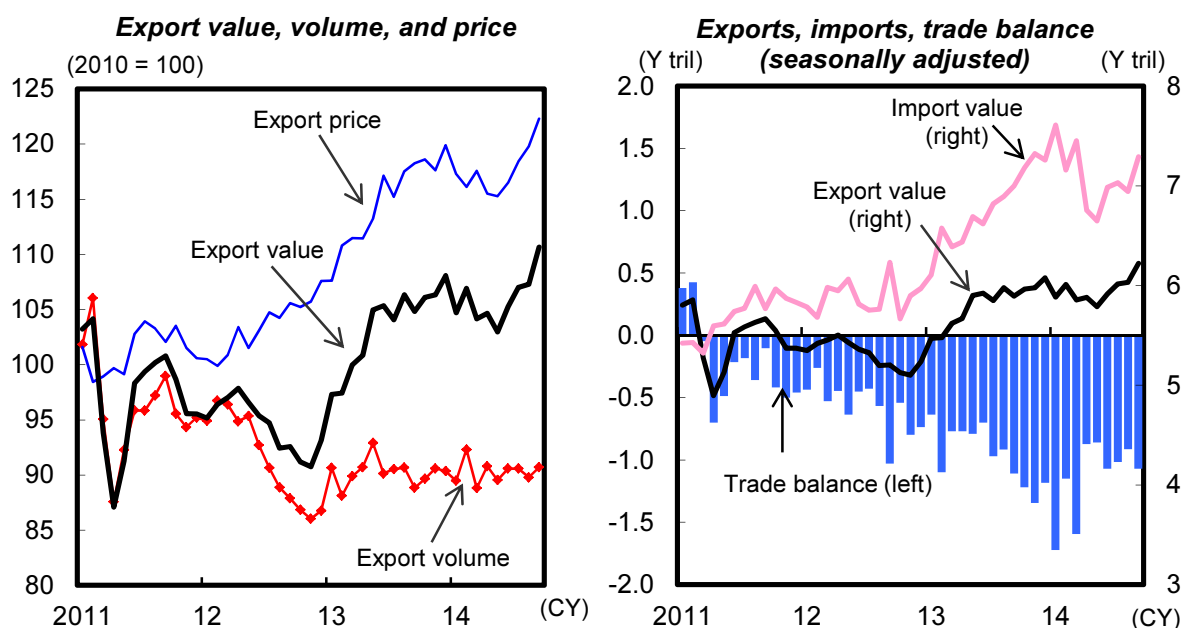 Export value, volume, and price
(2010 = 100)
125
120
115
110
105
100
95
90
85
80
Export price
Export value
Export volume
2011
12
13
14
(CY)
Exports, imports, trade balance
(seasonally adjusted)
(Y tril)
(Y tril)
2.0
1.5
1.0
0.5
0.0
-0.5
-1.0
-1.5
-2.0
8
7
6
5
4
3
Import value
(right)
Export value
(right)
Trade balance (left)
2011
12
13
14
(CY)